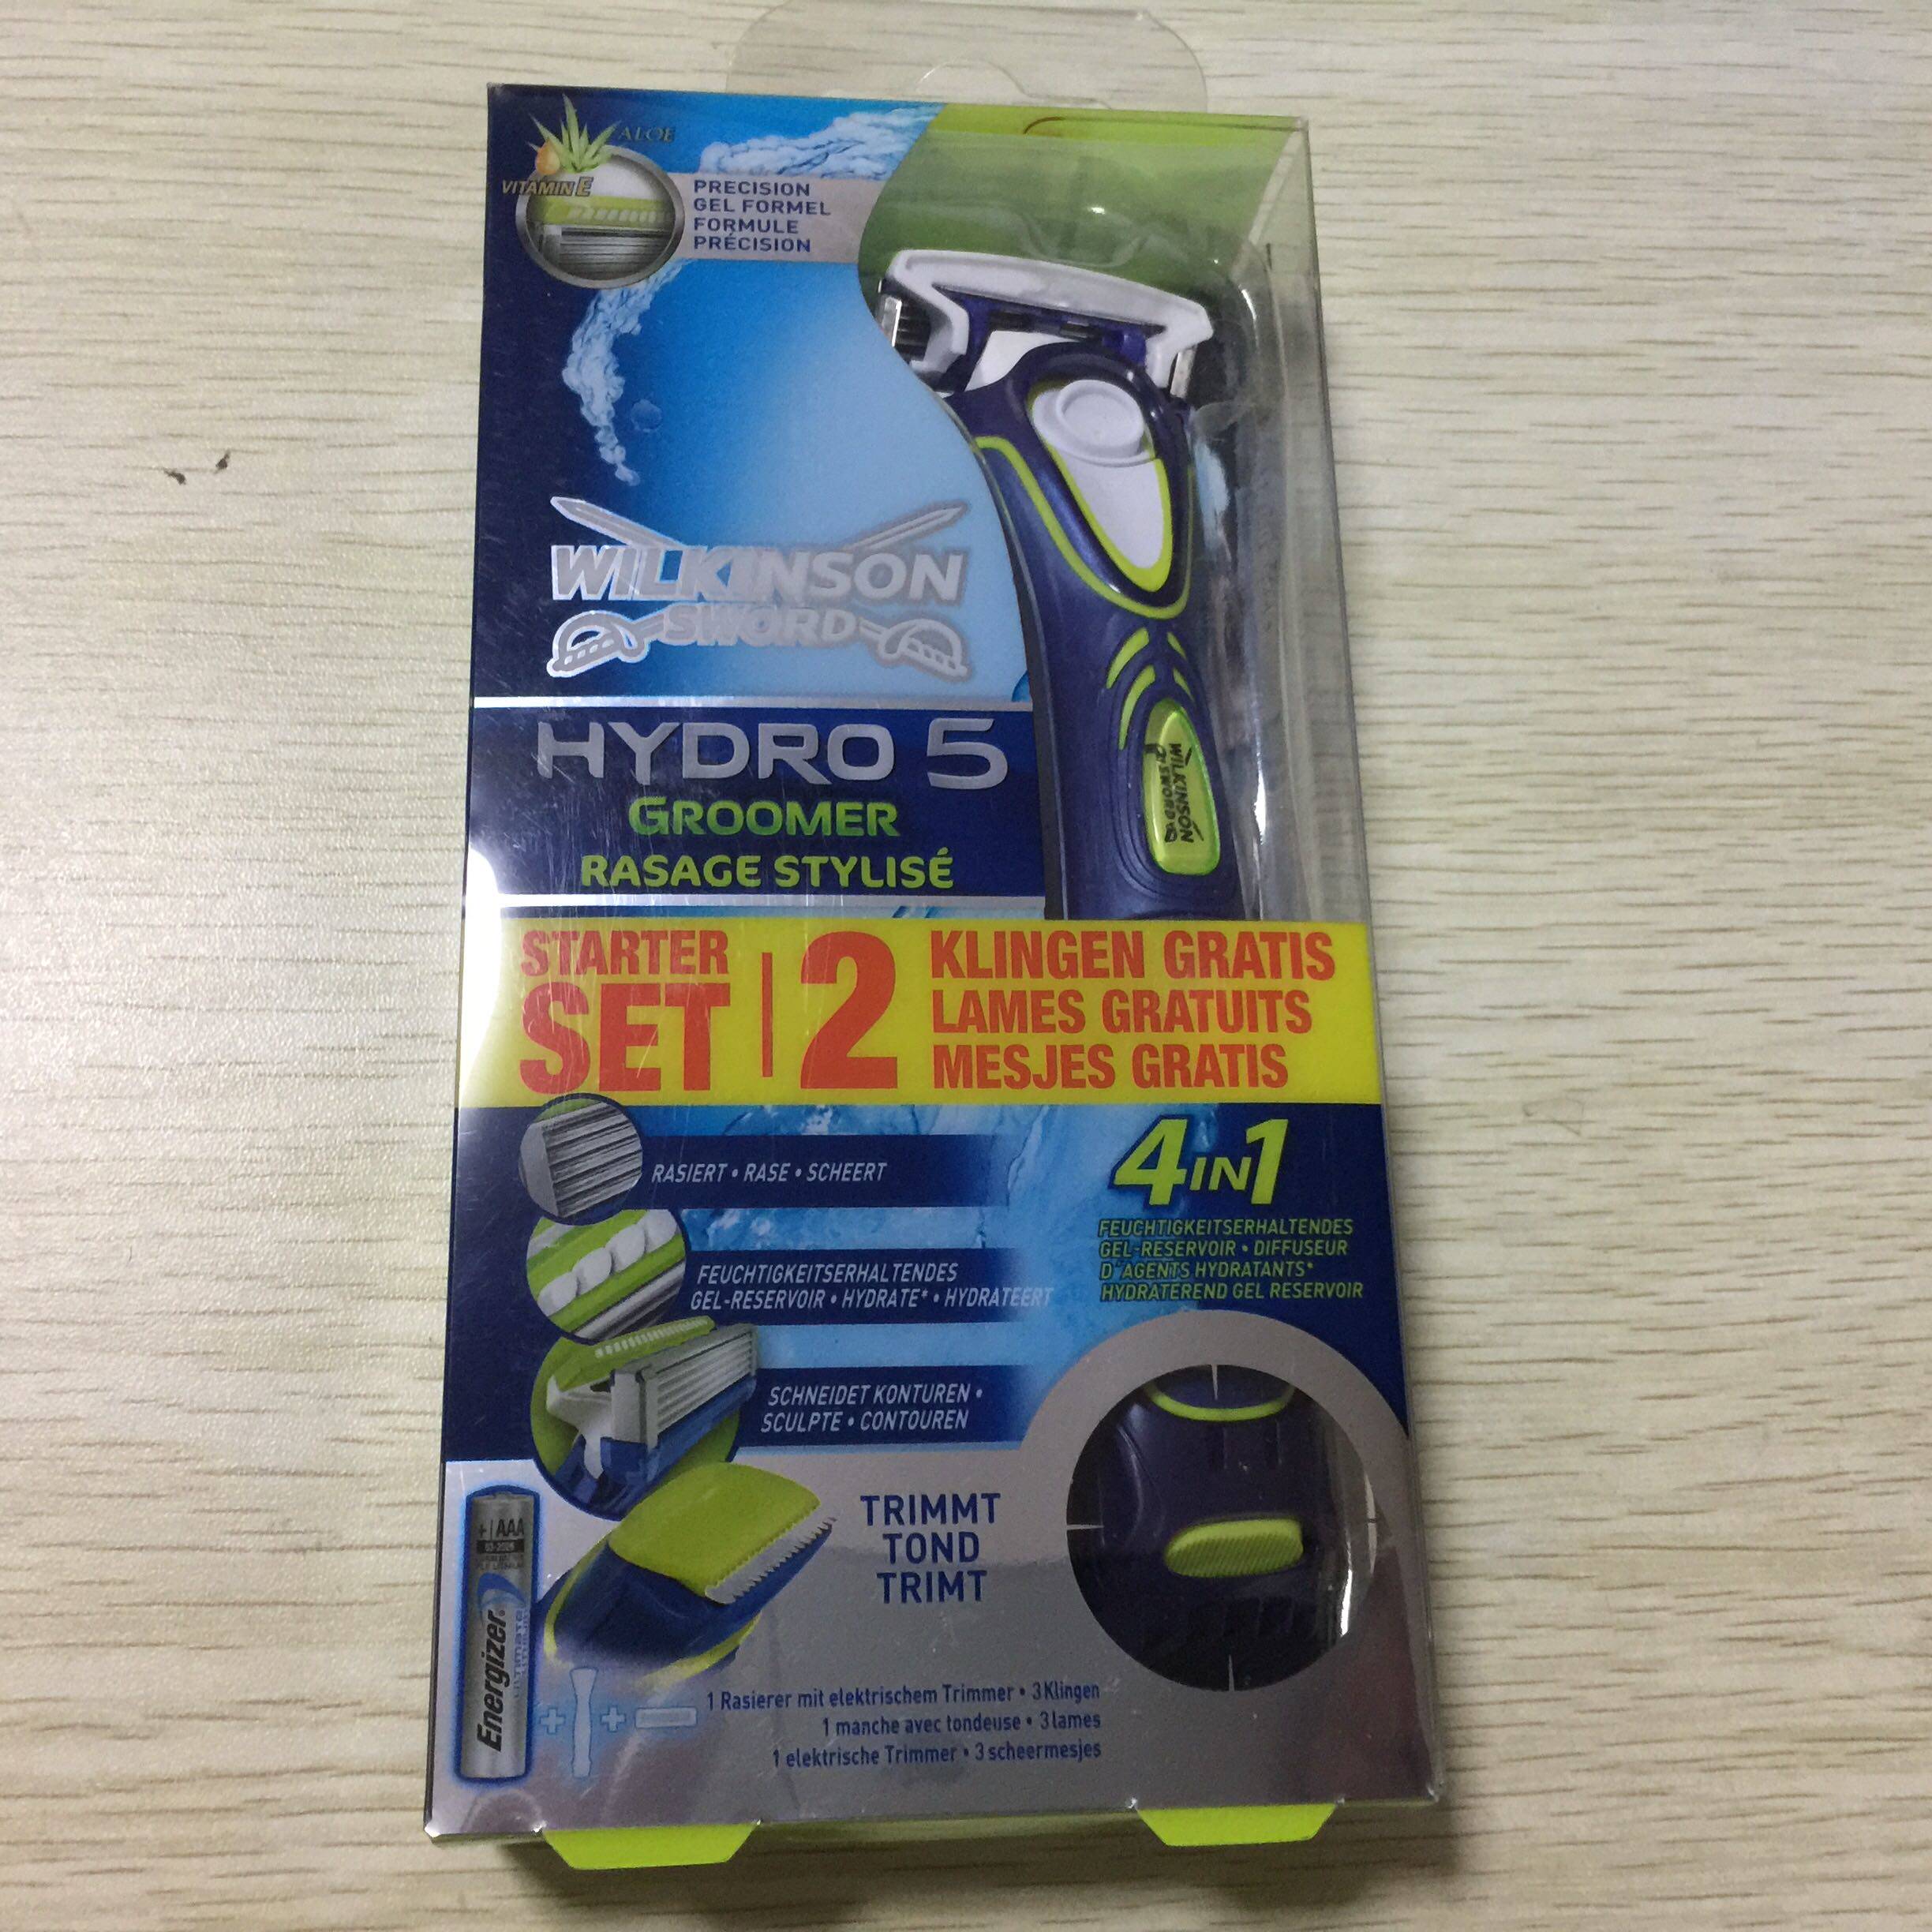 ALOE
VITAMIN E
PRECISION
GEL FORMEL
FORMULE
PRÉCISION
WILKINSON
SWORD
HYDRO 5
GROOMER
RASAGE STYLISÉ
WILKINSON
SWORD
STARTER
SET
2
KLINGEN GRATIS
LAMES GRATUITS
MESJES GRATIS
RASIERT • RASE • SCHEERT
4IN1
FEUCHTIGKEITSERHALTENDES
GEL-RESERVOIR • DIFFUSEUR
D'AGENTS HYDRATANTS*
HYDRATEREND GEL RESERVOIR
FEUCHTIGKEITSERHALTENDES
GEL-RESERVOIR • HYDRATE* • HYDRATEERT
SCHNEIDET KONTUREN •
SCULPTE • CONTOUREN
TRIMMT
TOND
TRIMT
+ AAA
Energizer
1 Rasierer mit elektrischem Trimmer • 3 Klingen
1 manche avec tondeuse • 3 lames
1 elektrische Trimmer • 3 scheermesjes